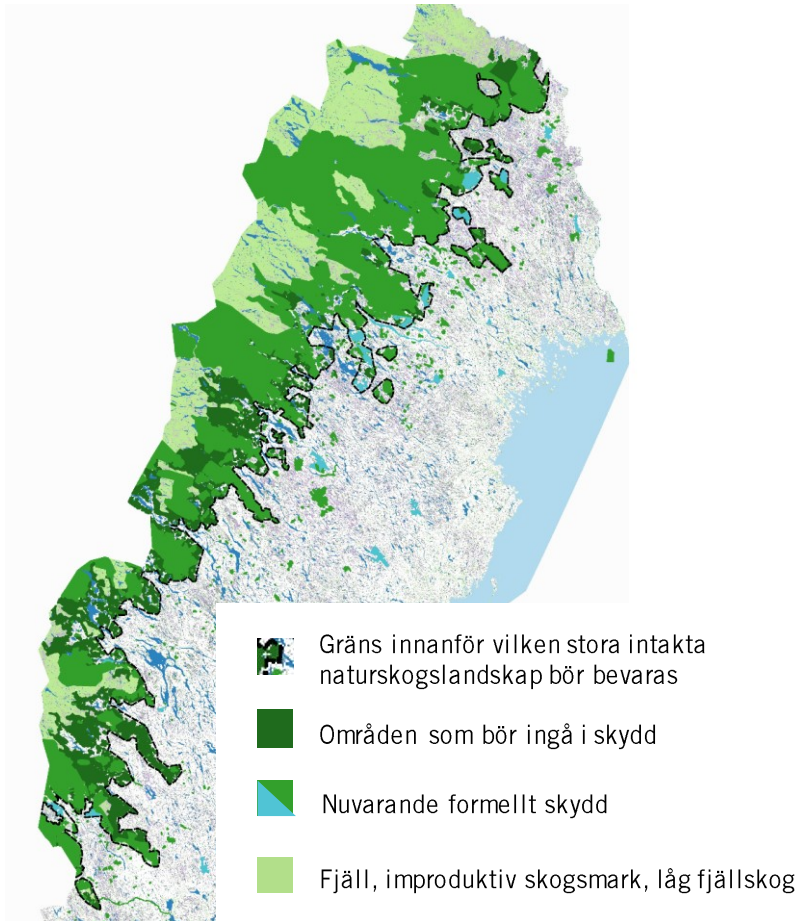 Gräns innanför vilken stora intakta
naturskogslandskap bör bevaras
Områden som bör ingå i skydd
Nuvarande formellt skydd
Fjäll, improduktiv skogsmark, låg fjällskog